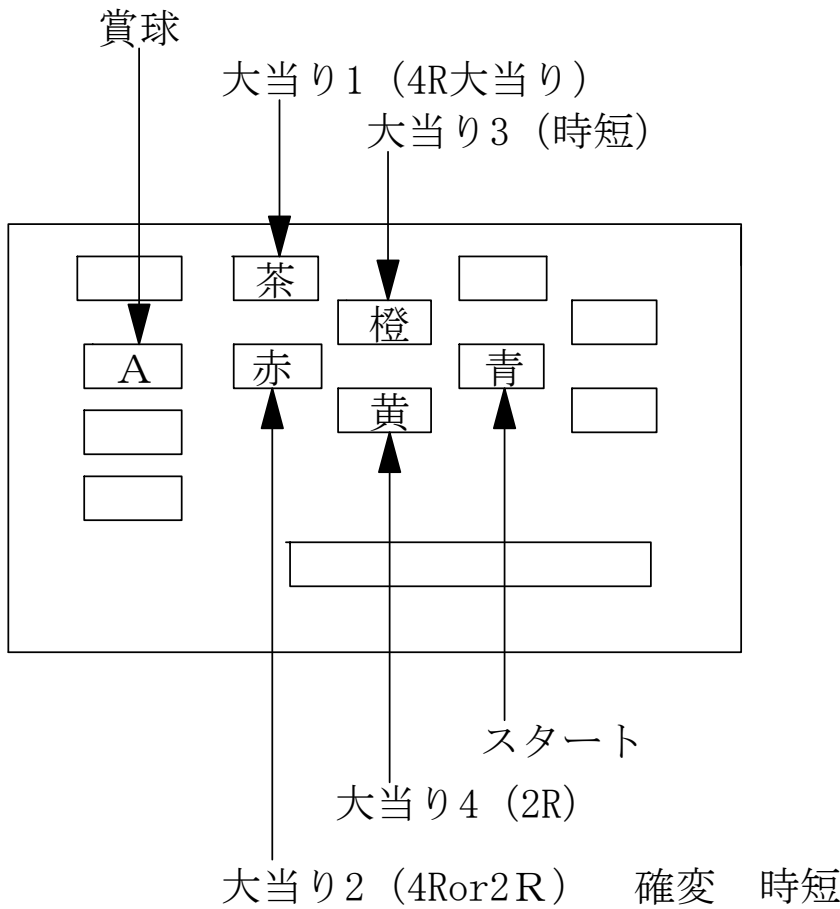 賞球
大当り1（4R大当り）
大当り3（時短）
茶
橙
A
赤
青
黄
スタート
大当り4（2R）
大当り2（4Ror2Ｒ）　確変　時短